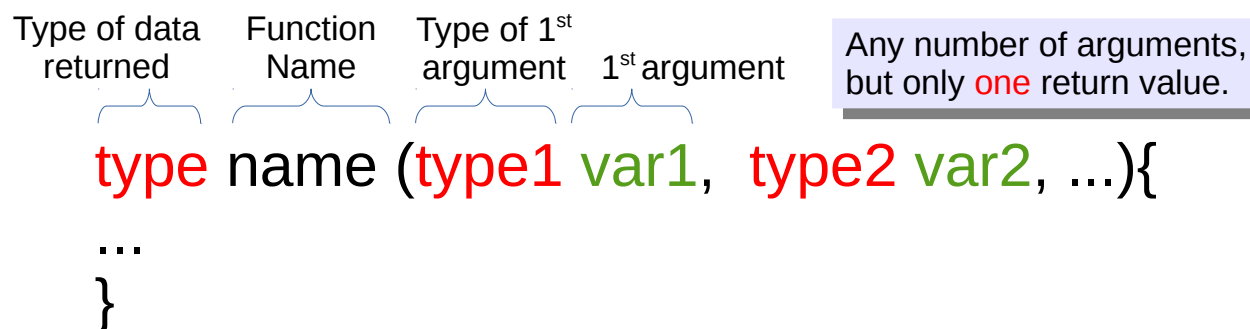 Type of data
returned
Function
Name
Type of 1st
argument
1st argument
Any number of arguments,
but only one return value.
type name (type1 var1, type2 var2, ...){
...
}